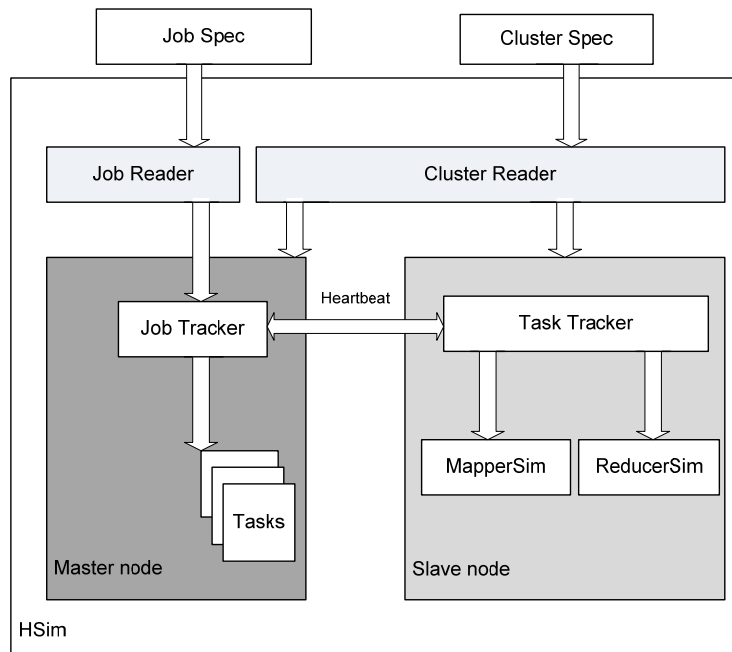 Job Spec
Cluster Spec
Job Reader
Cluster Reader
Heartbeat
Job Tracker
Task Tracker
MapperSim
ReducerSim
Tasks
Master node
Slave node
HSim